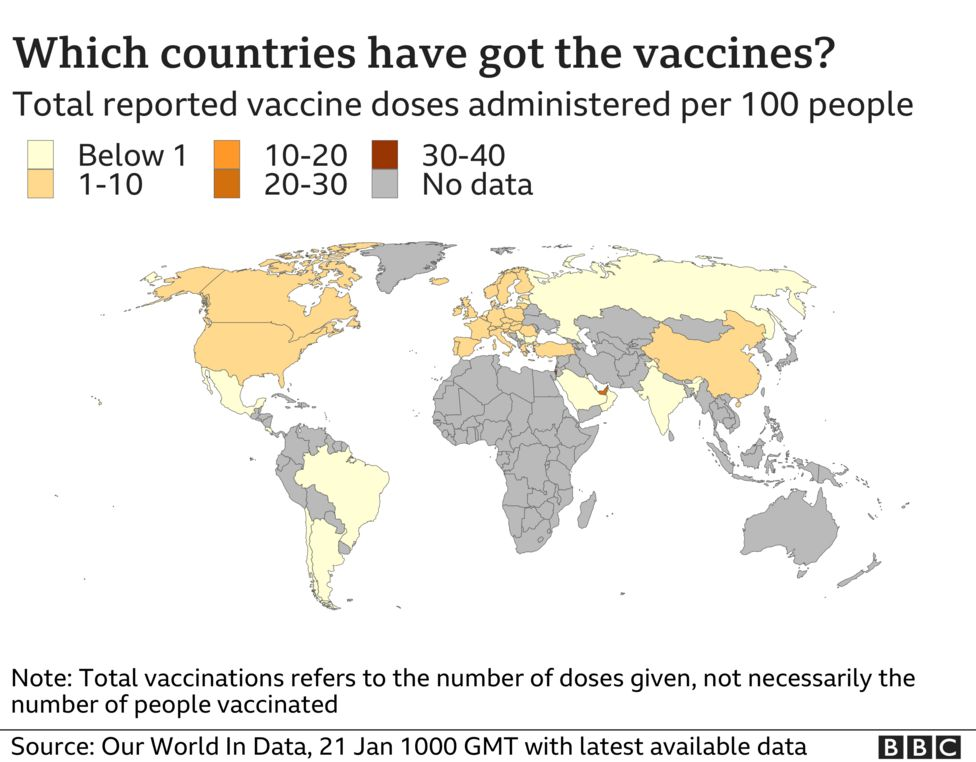 Which countries have got the vaccines?
Total reported vaccine doses administered per 100 people
Below 1 10-20 30-40
1-10 20-30 No data
Note: Total vaccinations refers to the number of doses given, not necessarily the
number of people vaccinated
Source: Our World In Data, 21 Jan 1000 GMT with latest available data BBC